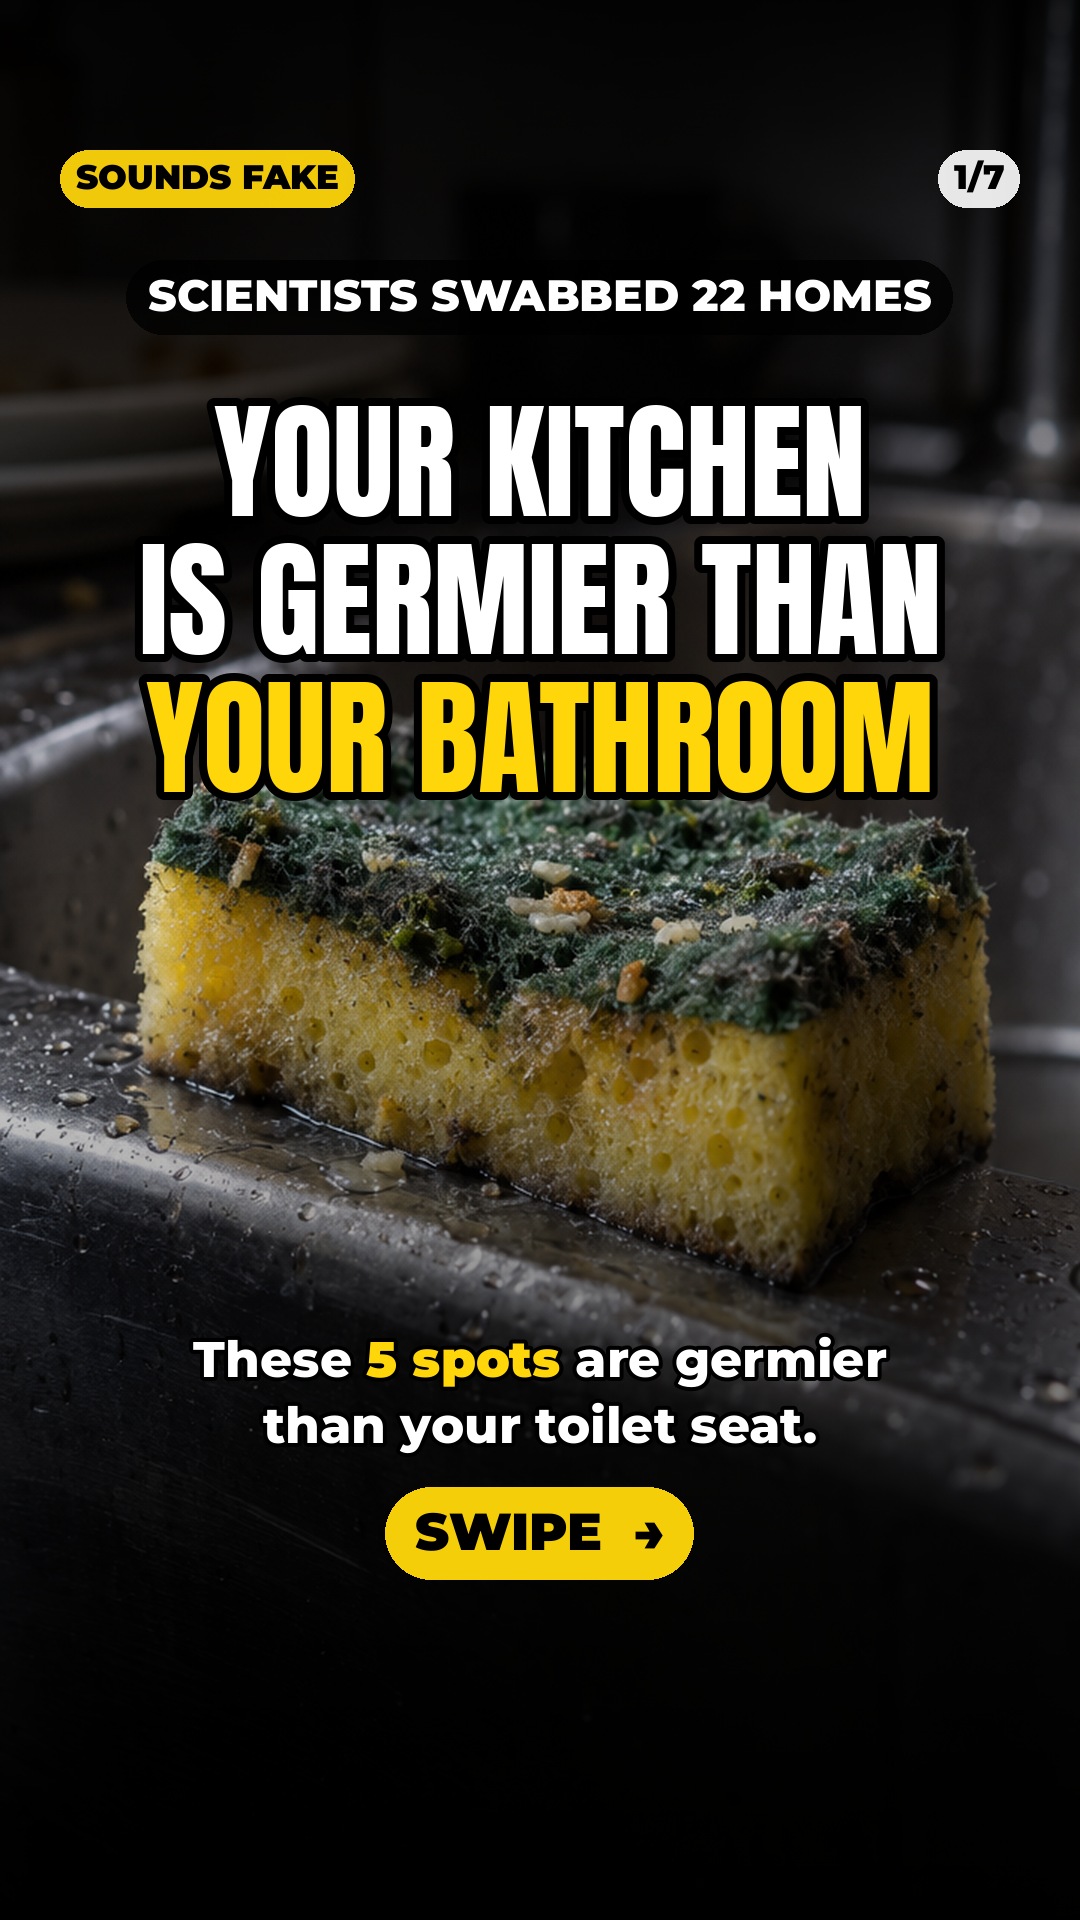 SOUNDS FAKE
1/7
SCIENTISTS SWABBED 22 HOMES
YOUR KITCHEN
IS GERMIER THAN
YOUR BATHROOM
These 5 spots are germier
than your toilet seat.
SWIPE →